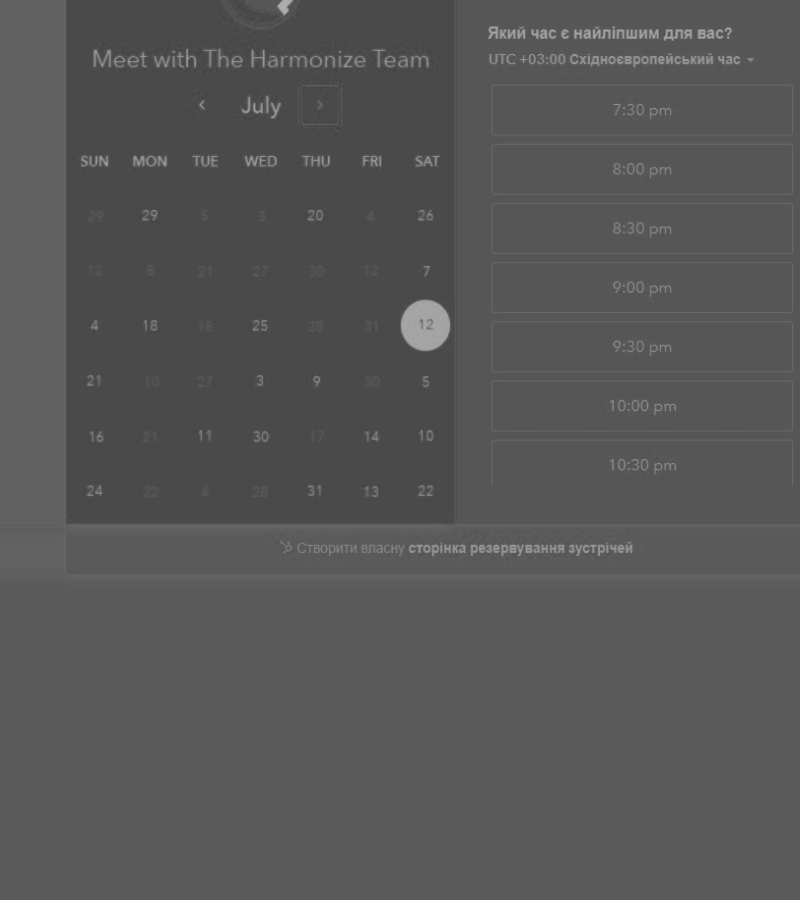 Meet with The Harmonize Team
July
SUN MON TUE WED THU FRI SAT
29 29 5 3 20 4 26
12 8 21 27 30 12 7
4 18 18 25 28 31 12
21 10 27 3 9 30 5
16 21 11 30 17 14 10
24 22 6 28 31 13 22
Який час є найліпшим для вас?
UTC +03:00 Східноєвропейський час
7:30 pm
8:00 pm
8:30 pm
9:00 pm
9:30 pm
10:00 pm
10:30 pm
Створити власну сторінка резервування зустрічей